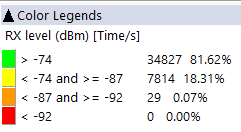 Color Legends
RX level (dBm) [Time/s]
> -74 34827 81.62%
< -74 and >= -87 7814 18.31%
< -87 and >= -92 29 0.07%
< -92 0 0.00%